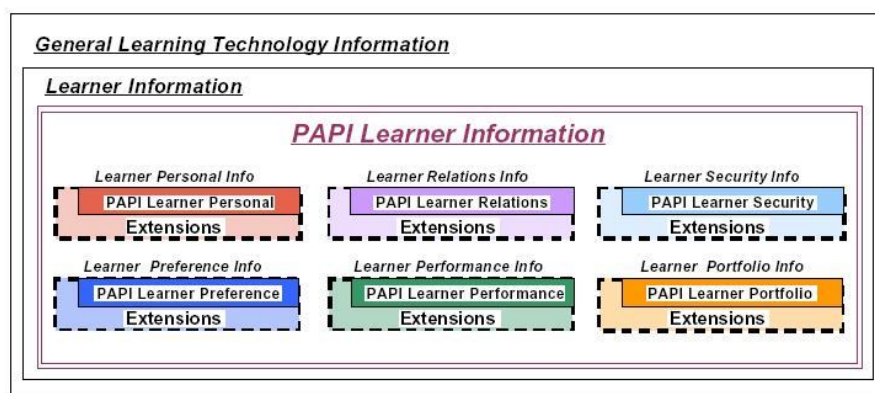 General Learning Technology Information
Learner Information
PAPI Learner Information
Learner Personal Info
PAPI Learner Personal
Extensions
Learner Relations Info
PAPI Learner Relations
Extensions
Learner Security Info
PAPI Learner Security
Extensions
Learner Preference Info
PAPI Learner Preference
Extensions
Learner Performance Info
PAPI Learner Performance
Extensions
Learner Portfolio Info
PAPI Learner Portfolio
Extensions